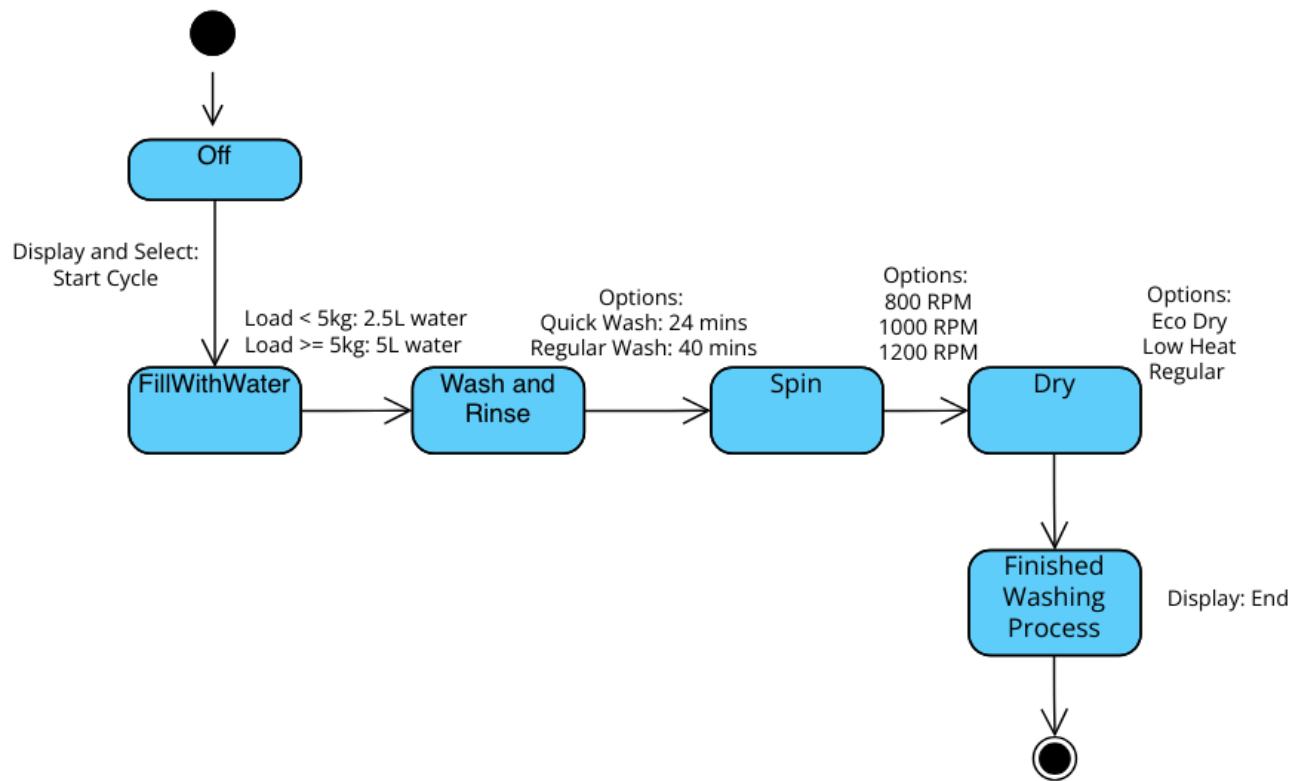 Off
Display and Select:
Start Cycle
Load < 5kg: 2.5L water
Load >= 5kg: 5L water
Options:
Quick Wash: 24 mins
Regular Wash: 40 mins
Options:
800 RPM
1000 RPM
1200 RPM
Options:
Eco Dry
Low Heat
Regular
FillWithWater
Wash and
Rinse
Spin
Dry
Finished
Washing
Process
Display: End